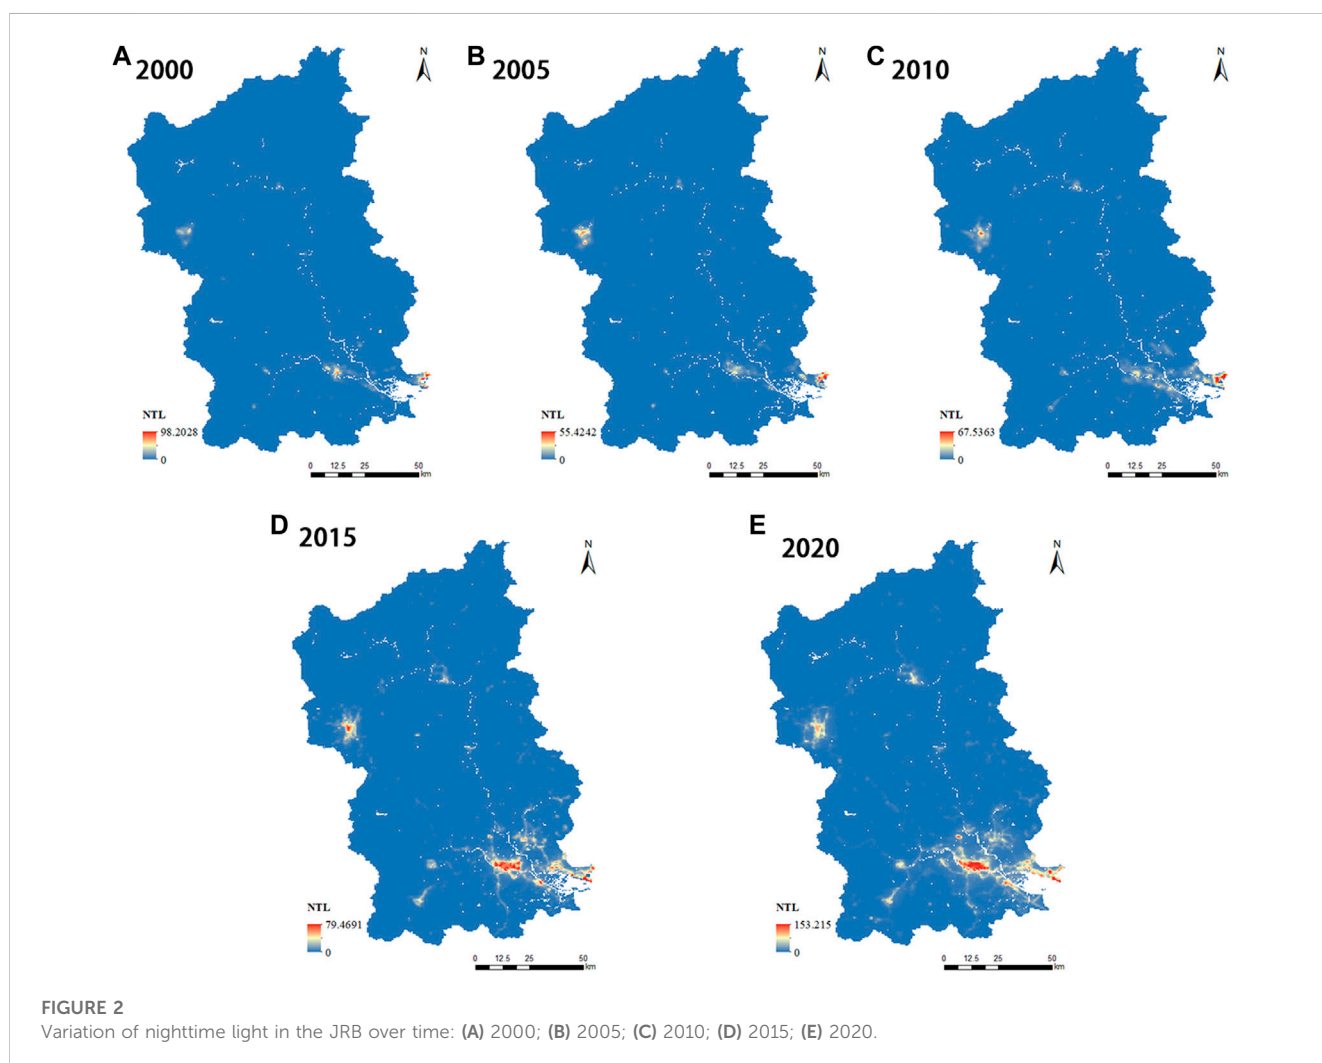 A 2000
N
B 2005
N
C 2010
N
NTL
98.2028
0
0 12.5 25 50
km
NTL
55.4242
0
0 12.5 25 50
km
NTL
67.5363
0
0 12.5 25 50
km
D 2015
N
E 2020
N
NTL
79.4691
0
0 12.5 25 50
km
NTL
153.215
0
0 12.5 25 50
km
FIGURE 2
Variation of nighttime light in the JRB over time: (A) 2000; (B) 2005; (C) 2010; (D) 2015; (E) 2020.